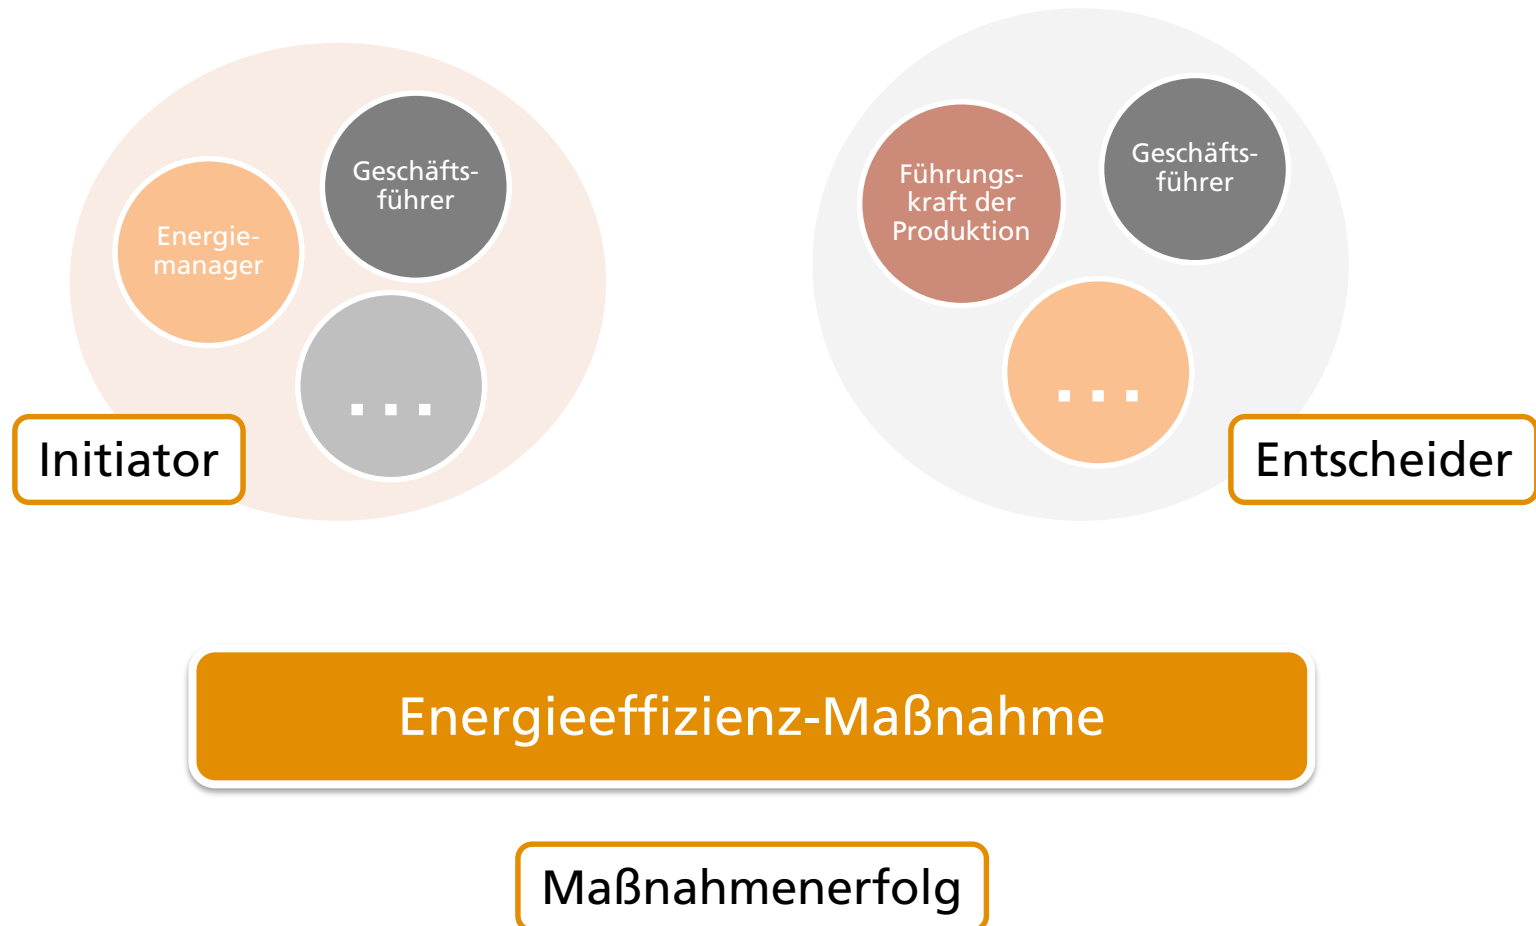 Geschäfts-
führer
Energie-
manager
...
Initiator
Führungs-
kraft der
Produktion
Geschäfts-
führer
...
Entscheider
Energieeffizienz-Maßnahme
Maßnahmenerfolg